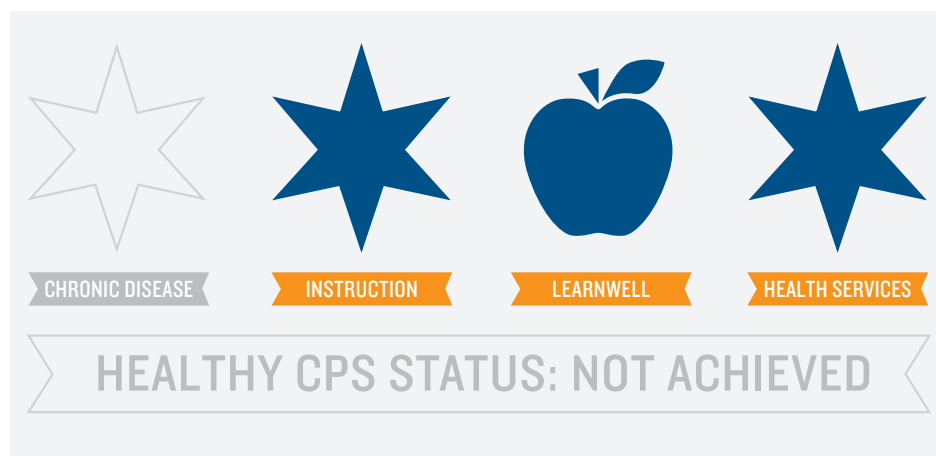 CHRONIC DISEASE
INSTRUCTION
LEARNWELL
HEALTH SERVICES
HEALTHY CPS STATUS: NOT ACHIEVED